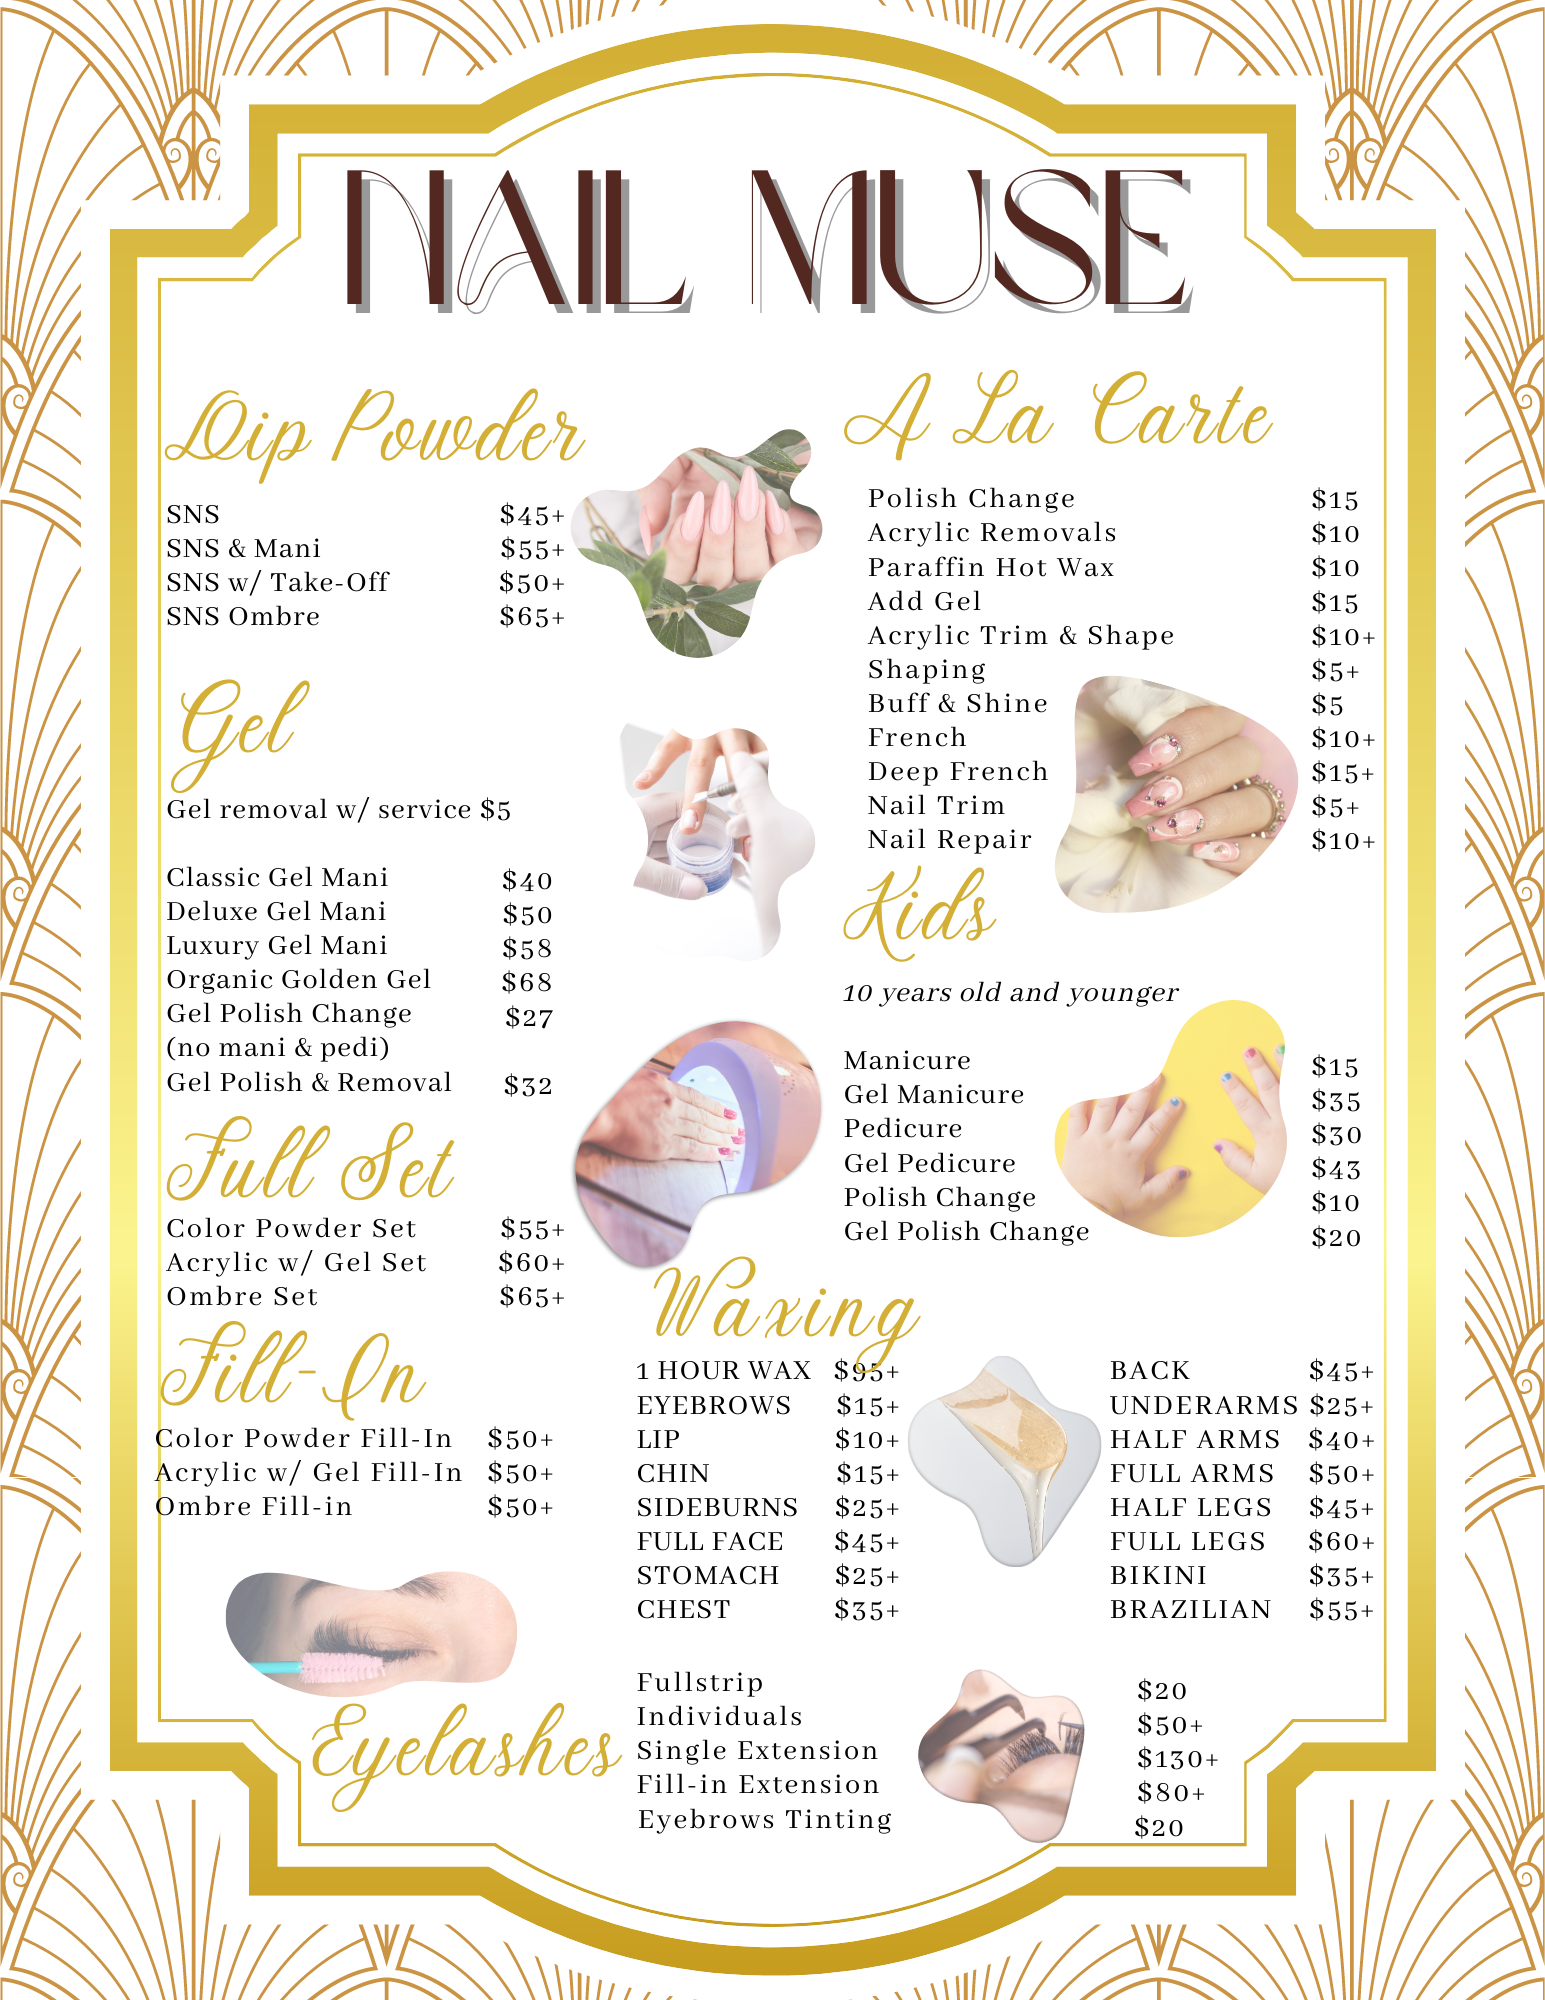 NAIL MUSE
Dip Powder
SNS $45+
SNS & Mani $55+
SNS w/ Take-Off $50+
SNS Ombre $65+
Gel
Gel removal w/ service $5
Classic Gel Mani $40
Deluxe Gel Mani $50
Luxury Gel Mani $58
Organic Golden Gel $68
Gel Polish Change $27
(no mani & pedi)
Gel Polish & Removal $32
Full Set
Color Powder Set $55+
Acrylic w/ Gel Set $60+
Ombre Set $65+
Fill-In
Color Powder Fill-In $50+
Acrylic w/ Gel Fill-In $50+
Ombre Fill-in $50+
A La Carte
Polish Change $15
Acrylic Removals $10
Paraffin Hot Wax $10
Add Gel $15
Acrylic Trim & Shape $10+
Shaping $5+
Buff & Shine $5
French $10+
Deep French $15+
Nail Trim $5+
Nail Repair $10+
Kids
10 years old and younger
Manicure $15
Gel Manicure $35
Pedicure $30
Gel Pedicure $43
Polish Change $10
Gel Polish Change $20
Waxing
1 HOUR WAX $95+
EYEBROWS $15+
LIP $10+
CHIN $15+
SIDEBURNS $25+
FULL FACE $45+
STOMACH $25+
CHEST $35+
BACK $45+
UNDERARMS $25+
HALF ARMS $40+
FULL ARMS $50+
HALF LEGS $45+
FULL LEGS $60+
BIKINI $35+
BRAZILIAN $55+
Eyelashes
Fullstrip $20
Individuals $50+
Single Extension $130+
Fill-in Extension $80+
Eyebrows Tinting $20